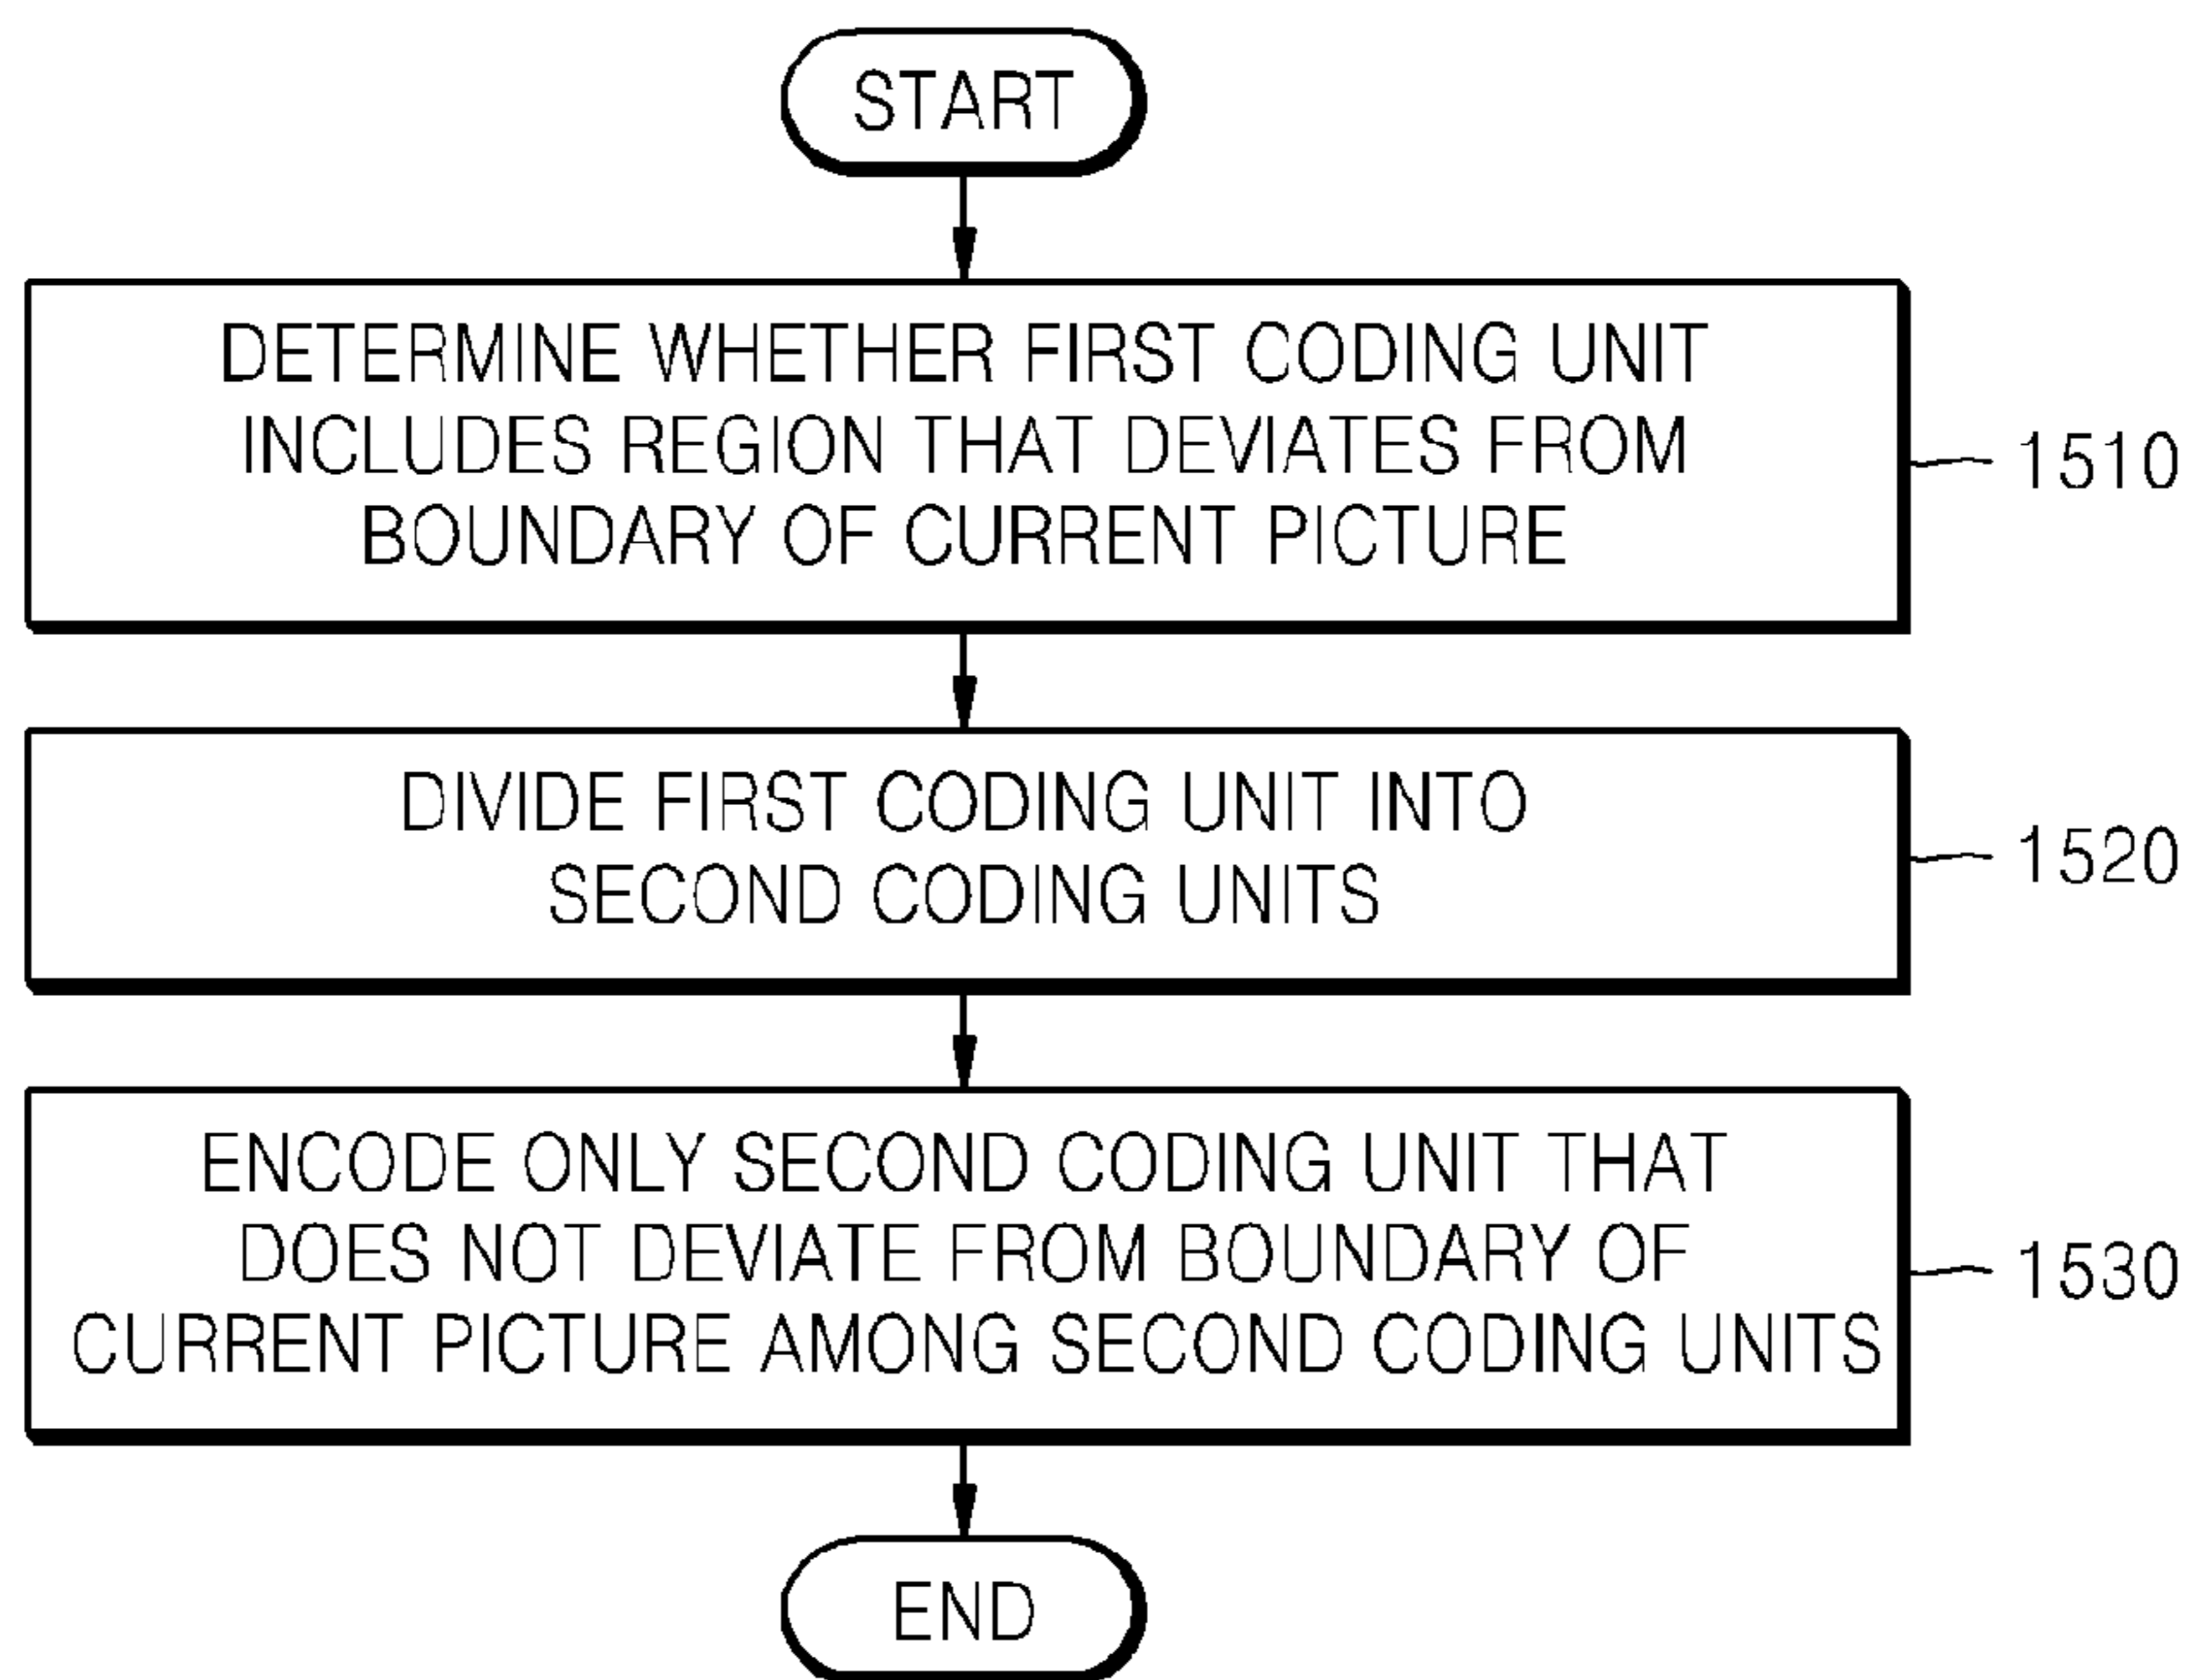 START
DETERMINE WHETHER FIRST CODING UNIT
INCLUDES REGION THAT DEVIATES FROM
BOUNDARY OF CURRENT PICTURE
1510
DIVIDE FIRST CODING UNIT INTO
SECOND CODING UNITS
1520
ENCODE ONLY SECOND CODING UNIT THAT
DOES NOT DEVIATE FROM BOUNDARY OF
CURRENT PICTURE AMONG SECOND CODING UNITS
1530
END